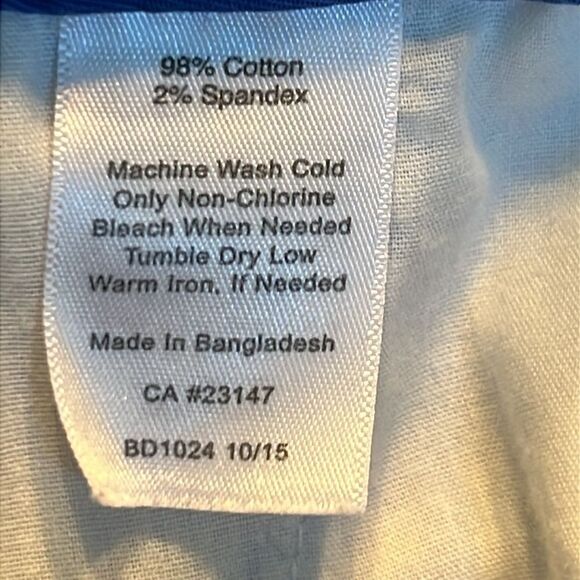 98% Cotton
2% Spandex
Machine Wash Cold
Only Non-Chlorine
Bleach When Needed
Tumble Dry Low
Warm Iron, If Needed
Made In Bangladesh
CA #23147
BD1024 10/15